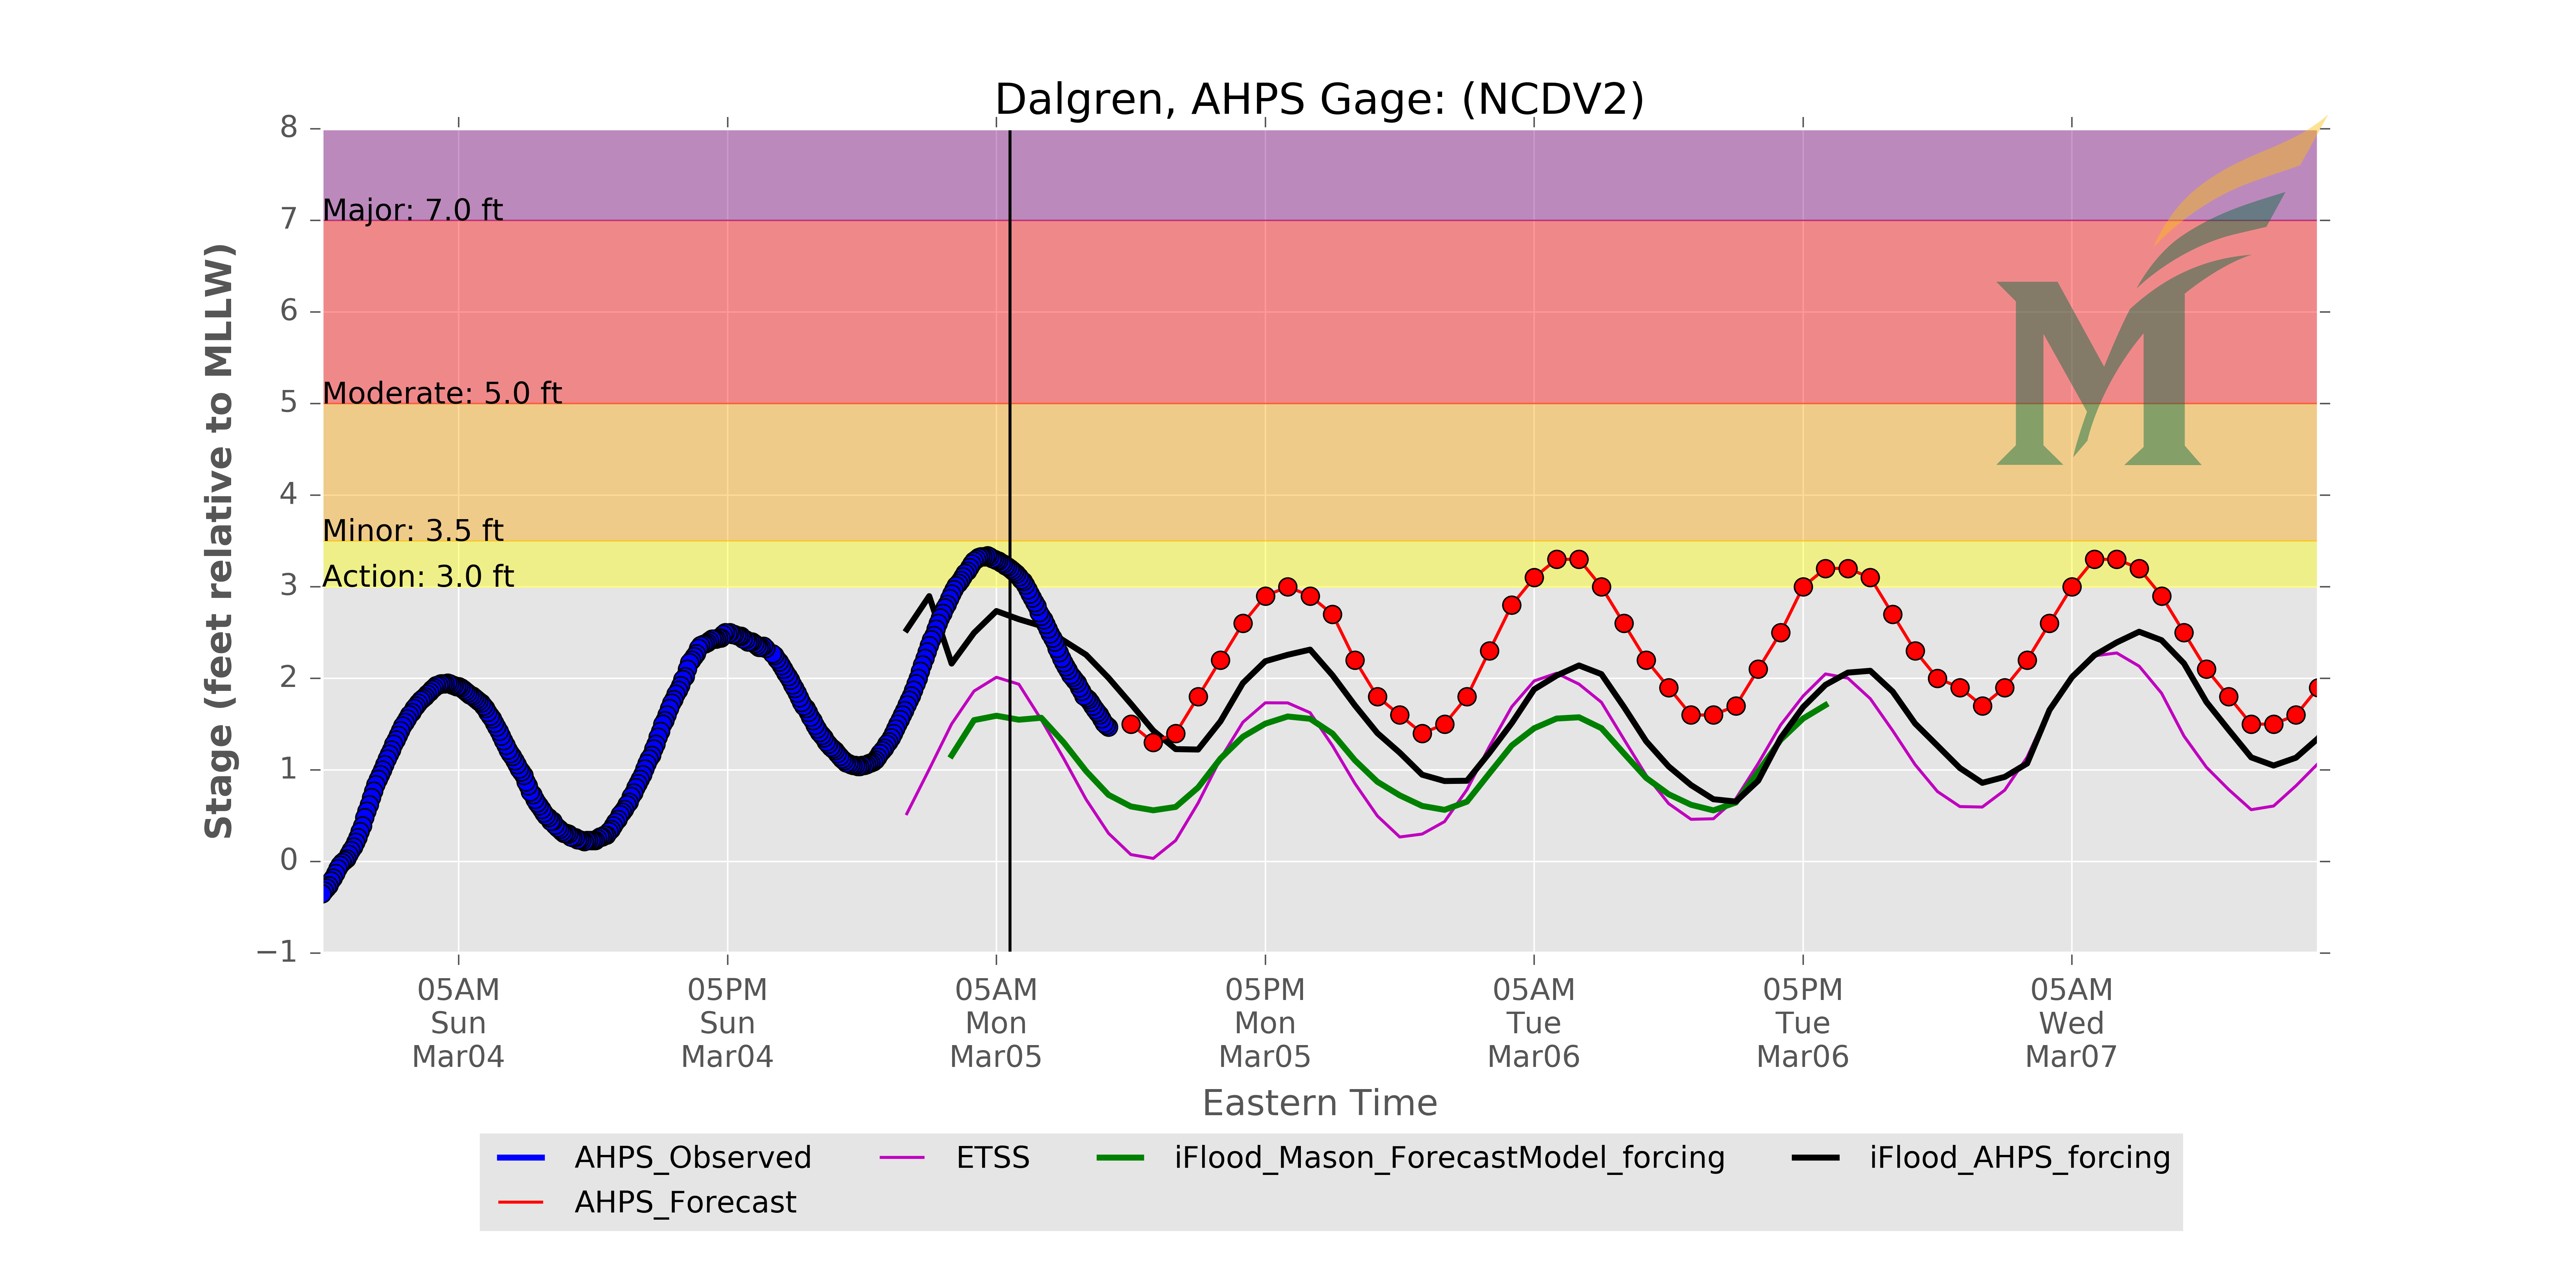 Dalgren, AHPS Gage: (NCDV2)
Stage (feet relative to MLLW)
8
7
6
5
4
3
2
1
0
−1
Major: 7.0 ft
Moderate: 5.0 ft
Minor: 3.5 ft
Action: 3.0 ft
M
05AM 05PM 05AM 05PM 05AM 05PM 05AM
Sun Sun Mon Mon Tue Tue Wed
Mar04 Mar04 Mar05 Mar05 Mar06 Mar06 Mar07
Eastern Time
AHPS_Observed ETSS iFlood_Mason_ForecastModel_forcing iFlood_AHPS_forcing
AHPS_Forecast